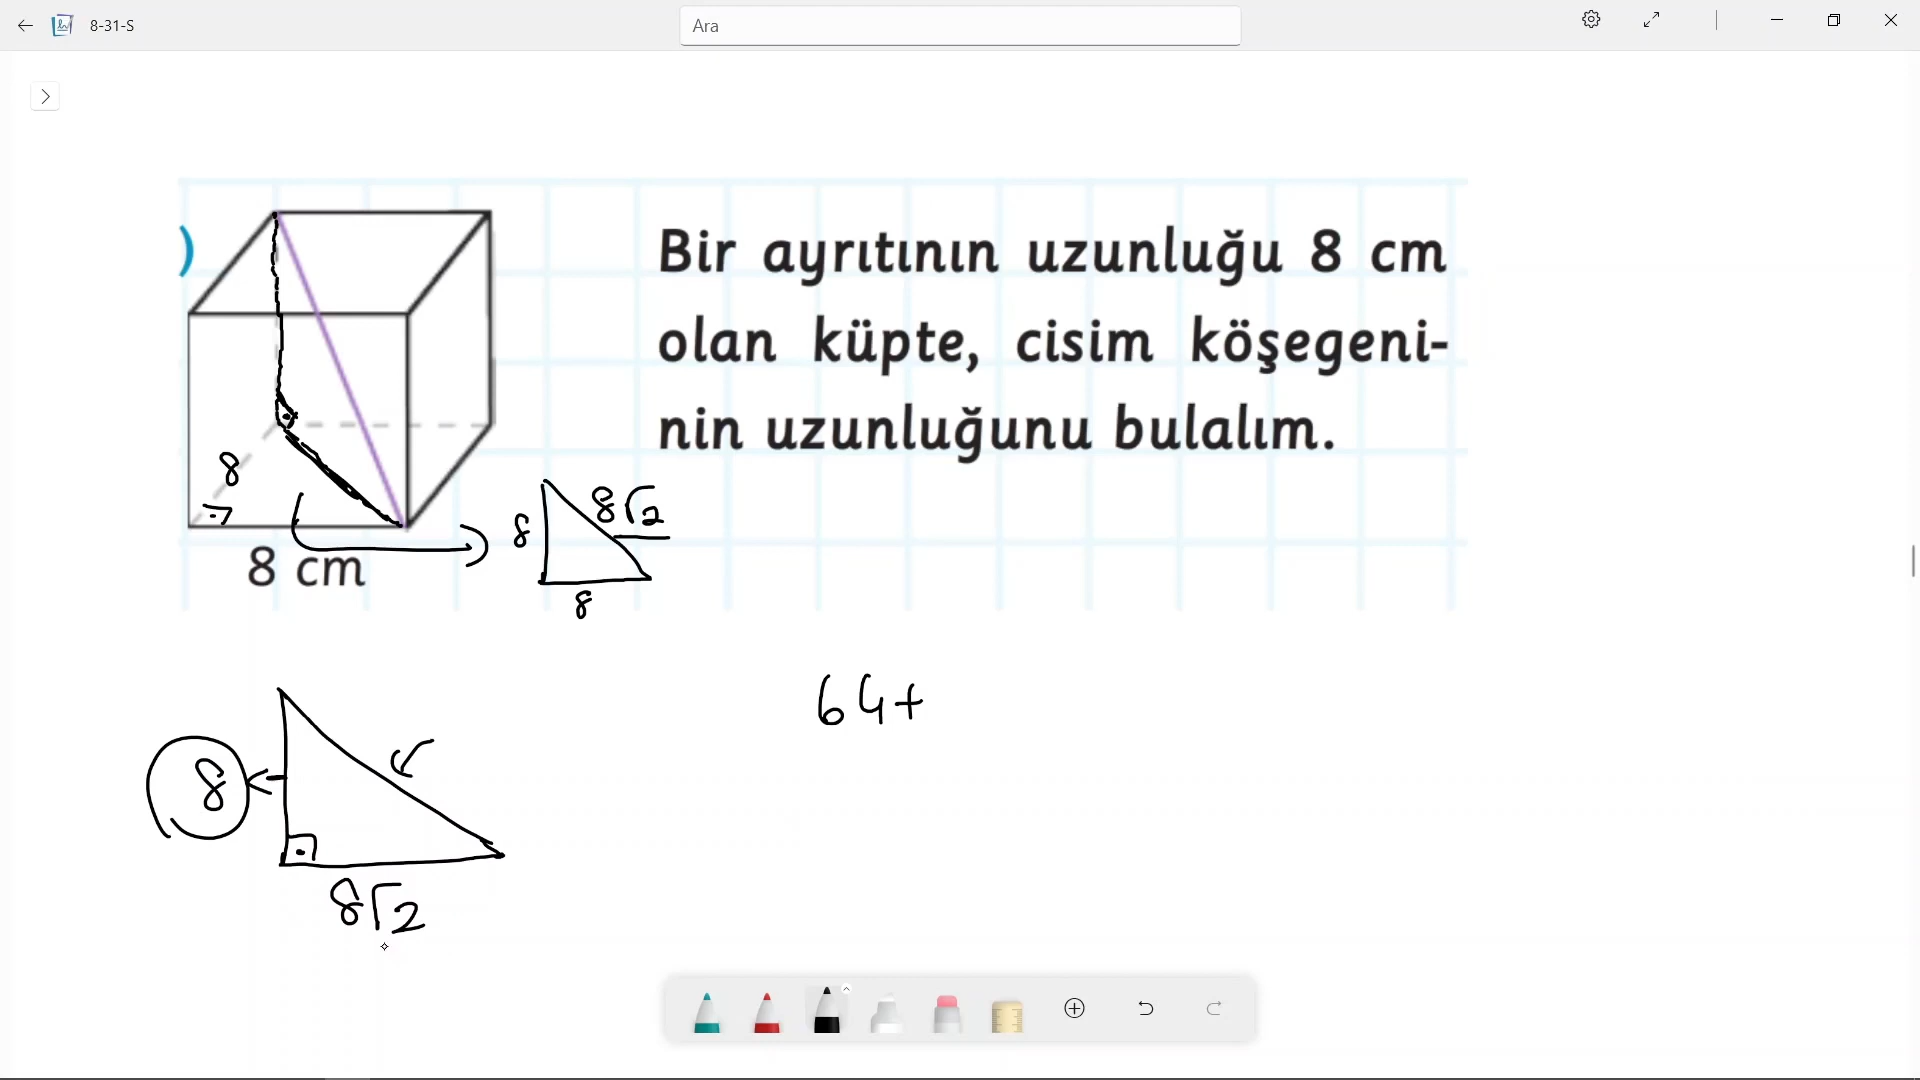 8-31-S
Ara
)
Bir ayrıtının uzunluğu 8 cm
olan küpte, cisim köşegeni-
nin uzunluğunu bulalım.
8
8 cm
8
8√2
8
64+
8
8√2